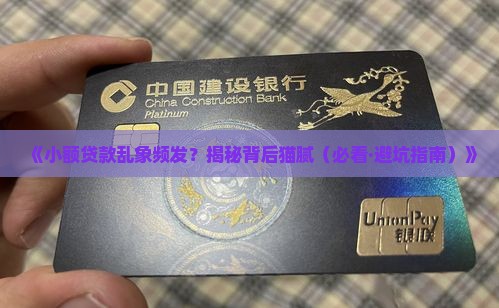 中国建设银行
China Construction Bank
Platinum
《小额贷款乱象频发？揭秘背后猫腻（必看·避坑指南）》
UnionPay
银联